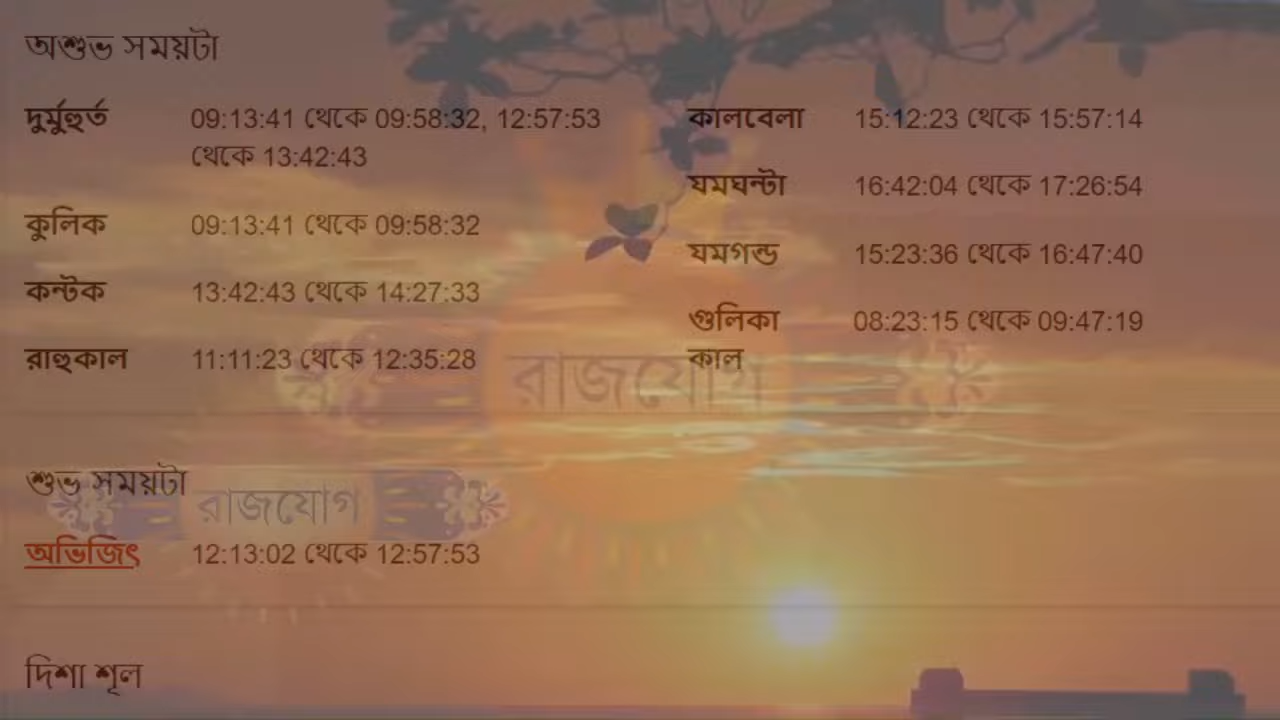 অশুভ সময়টা
দুর্মুহুর্ত 09:13:41 থেকে 09:58:32, 12:57:53
থেকে 13:42:43
কুলিক 09:13:41 থেকে 09:58:32
কন্টক 13:42:43 থেকে 14:27:33
রাহুকাল 11:11:23 থেকে 12:35:28
কালবেলা 15:12:23 থেকে 15:57:14
যমঘন্টা 16:42:04 থেকে 17:26:54
যমগন্ড 15:23:36 থেকে 16:47:40
গুলিকা 08:23:15 থেকে 09:47:19
কাল
রাজযোগ
শুভ সময়টা
রাজযোগ
অভিজিৎ 12:13:02 থেকে 12:57:53
দিশা শূল